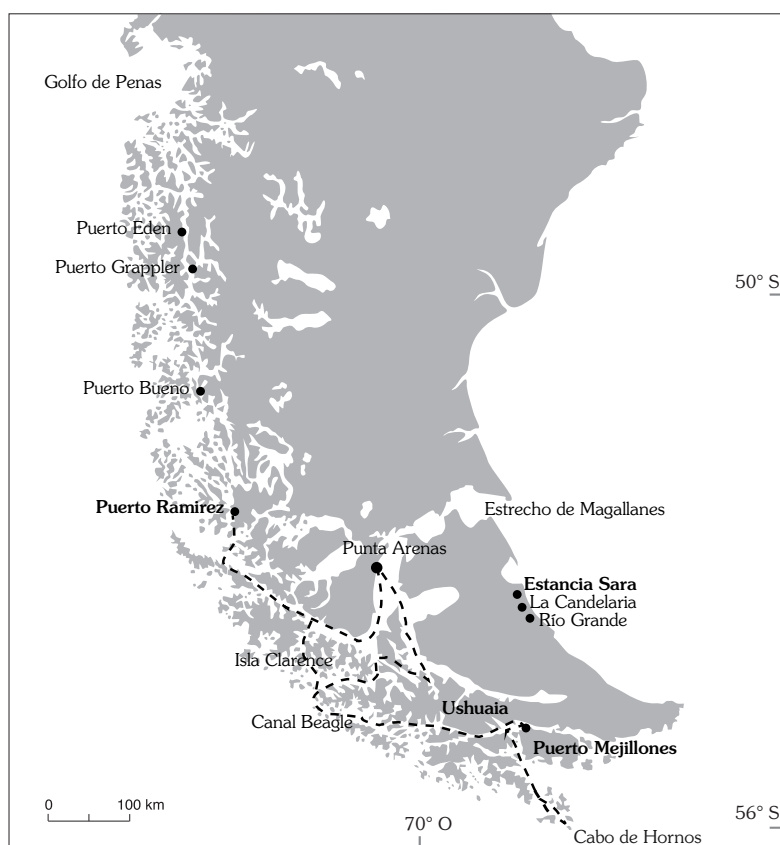 Golfo de Penas
Puerto Eden
Puerto Grappler
50° S
Puerto Bueno
Puerto Ramirez
Estrecho de Magallanes
Punta Arenas
Estancia Sara
La Candelaria
Río Grande
Isla Clarence
Ushuaia
Canal Beagle
Puerto Mejillones
0 100 km
70° O
56° S
Cabo de Hornos